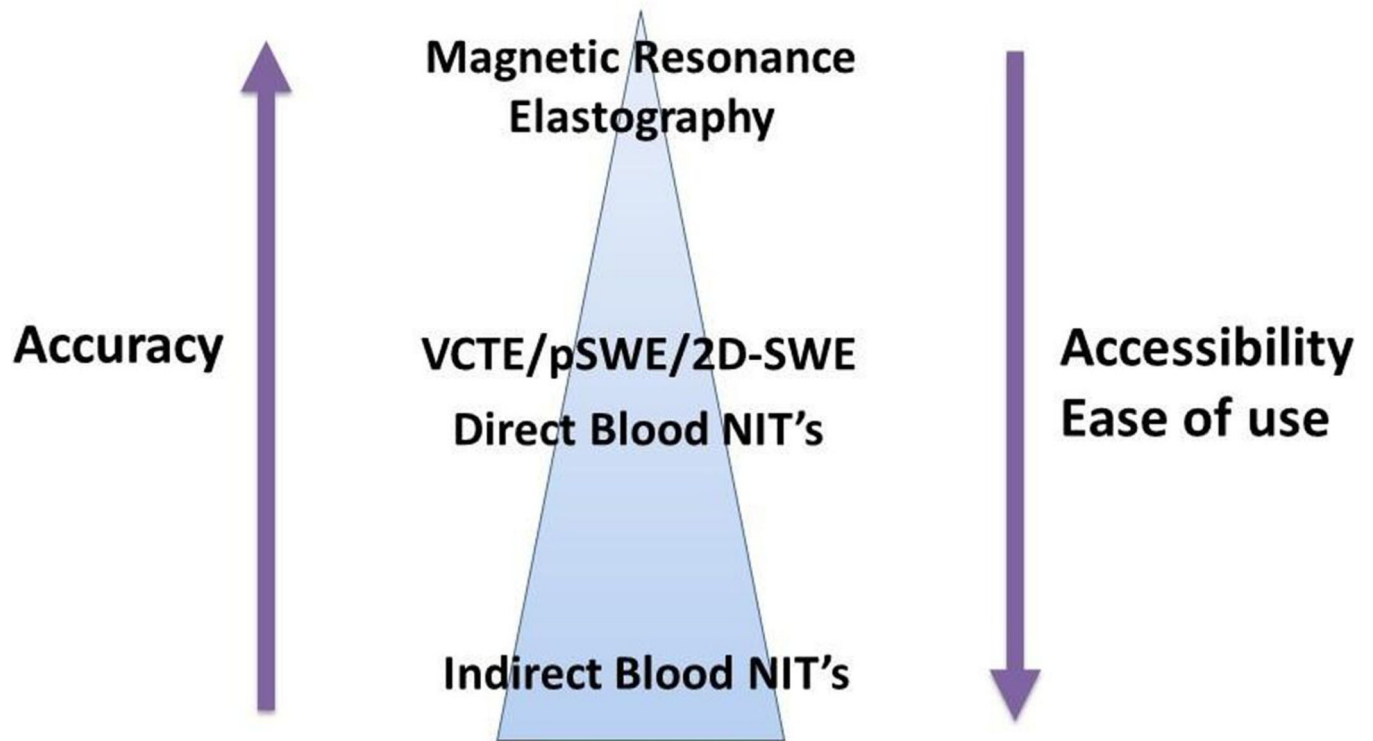 Magnetic Resonance
Elastography
Accuracy
VCTE/pSWE/2D-SWE
Direct Blood NIT’s
Accessibility
Ease of use
Indirect Blood NIT’s